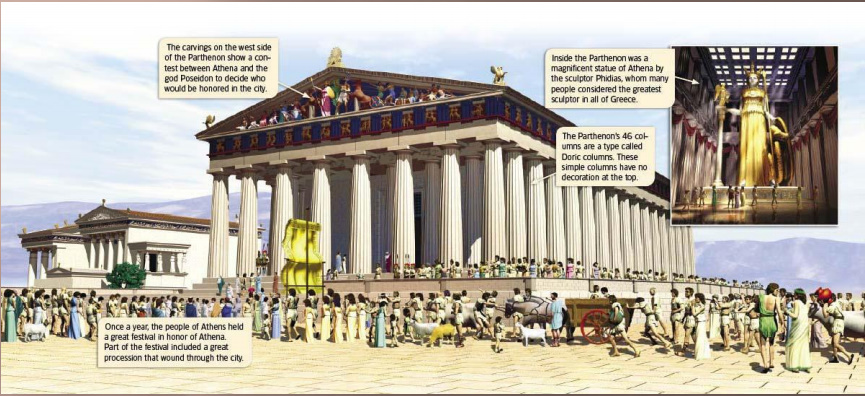 The carvings on the west side
of the Parthenon show a con-
test between Athena and the
god Poseidon to decide who
would be honored in the city.
Inside the Parthenon was a
magnificent statue of Athena by
the sculptor Phidias, whom many
people considered the greatest
sculptor in all of Greece.
The Parthenon's 46 col-
umns are a type called
Doric columns. These
simple columns have no
decoration at the top.
Once a year, the people of Athens held
a great festival in honor of Athena.
Part of the festival included a great
procession that wound through the city.